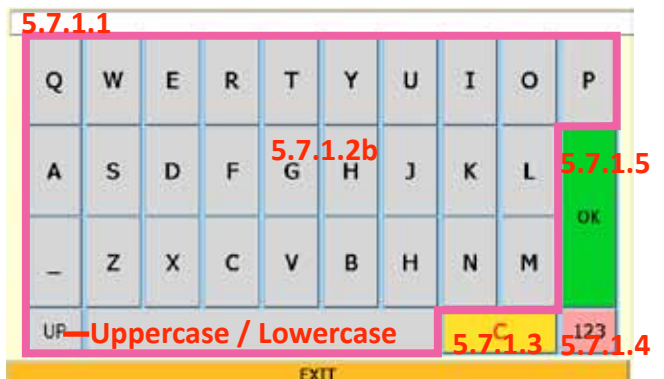 5.7.1.1
Q W E R T Y U I O P
5.7.1.2b 5.7.1.5
A S D F G H J K L
OK
_ Z X C V B H N M
UP Uppercase / Lowercase 5.7.1.3 C 5.7.1.4 123
EXIT